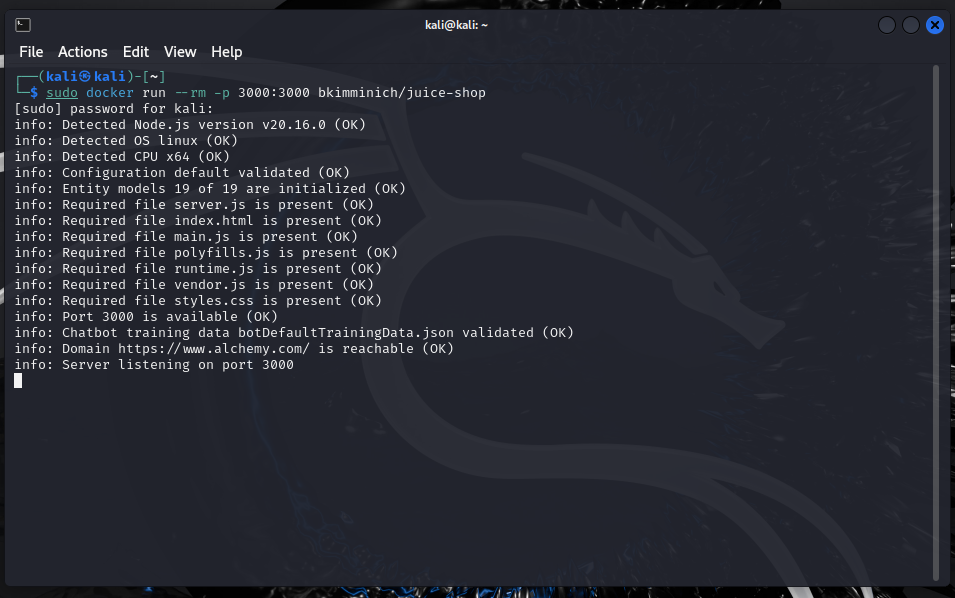 kali@kali: ~
File Actions Edit View Help
┌──(kali㉿kali)-[~]
└─$ sudo docker run --rm -p 3000:3000 bkimminich/juice-shop
[sudo] password for kali:
info: Detected Node.js version v20.16.0 (OK)
info: Detected OS linux (OK)
info: Detected CPU x64 (OK)
info: Configuration default validated (OK)
info: Entity models 19 of 19 are initialized (OK)
info: Required file server.js is present (OK)
info: Required file index.html is present (OK)
info: Required file main.js is present (OK)
info: Required file polyfills.js is present (OK)
info: Required file runtime.js is present (OK)
info: Required file vendor.js is present (OK)
info: Required file styles.css is present (OK)
info: Port 3000 is available (OK)
info: Chatbot training data botDefaultTrainingData.json validated (OK)
info: Domain https://www.alchemy.com/ is reachable (OK)
info: Server listening on port 3000